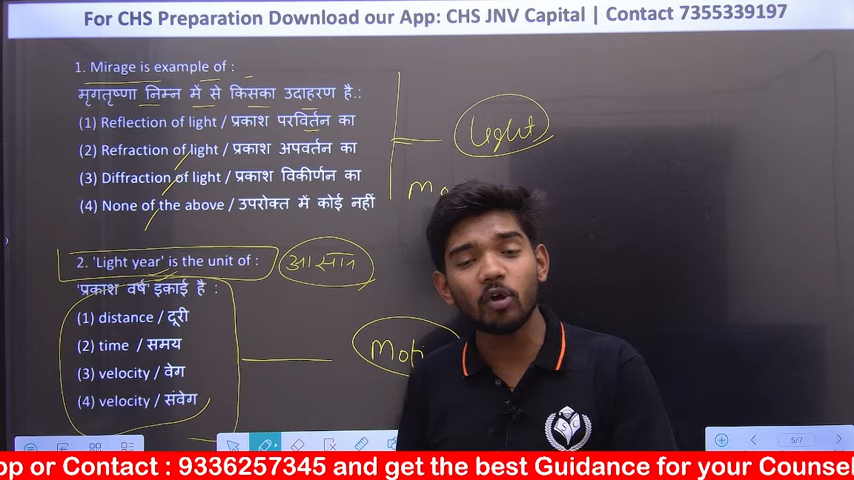 For CHS Preparation Download our App: CHS JNV Capital | Contact 7355339197
1. Mirage is example of :
मृगतृष्णा निम्न में से किसका उदाहरण है.:
(1) Reflection of light / प्रकाश परवर्तिन का
(2) Refraction of light / प्रकाश अपवर्तन का
(3) Diffraction of light / प्रकाश विकीर्णन का
(4) None of the above / उपरोक्त में कोई नहीं
Light
2. 'Light year' is the unit of :
आसान
'प्रकाश वर्ष' इकाई है :
(1) distance / दूरी
(2) time / समय
(3) velocity / वेग
(4) velocity / संवेग
Moti
5/7
pp or Contact : 9336257345 and get the best Guidance for your Counsel